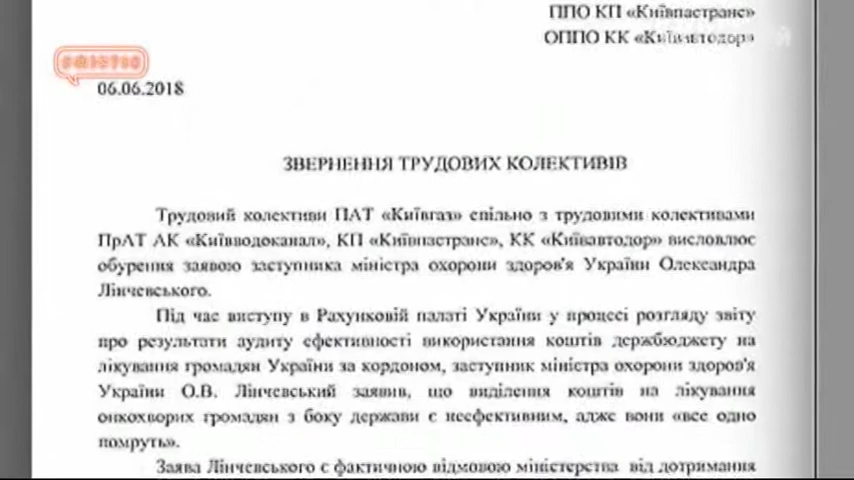 ППО КП «Київпастранс»
ОППО КК «Київавтодор»
06.06.2018
ЗВЕРНЕННЯ ТРУДОВИХ КОЛЕКТИВІВ
Трудовий колективи ПАТ «Київгаз» спільно з трудовими колективами
ПрАТ АК «Київводоканал», КП «Київпастранс», КК «Київавтодор» висловлює
обурення заявою заступника міністра охорони здоров'я України Олександра
Лінчевського.
Під час виступу в Рахунковій палаті України у процесі розгляду звіту
про результати аудиту ефективності використання коштів держбюджету на
лікування громадян України за кордоном, заступник міністра охорони здоров'я
України О.В. Лінчевський заявив, що виділення коштів на лікування
онкохворих громадян з боку держави є неефективним, адже вони «все одно
помруть».
Заява Лінчевського є фактичною відмовою міністерства від дотримання